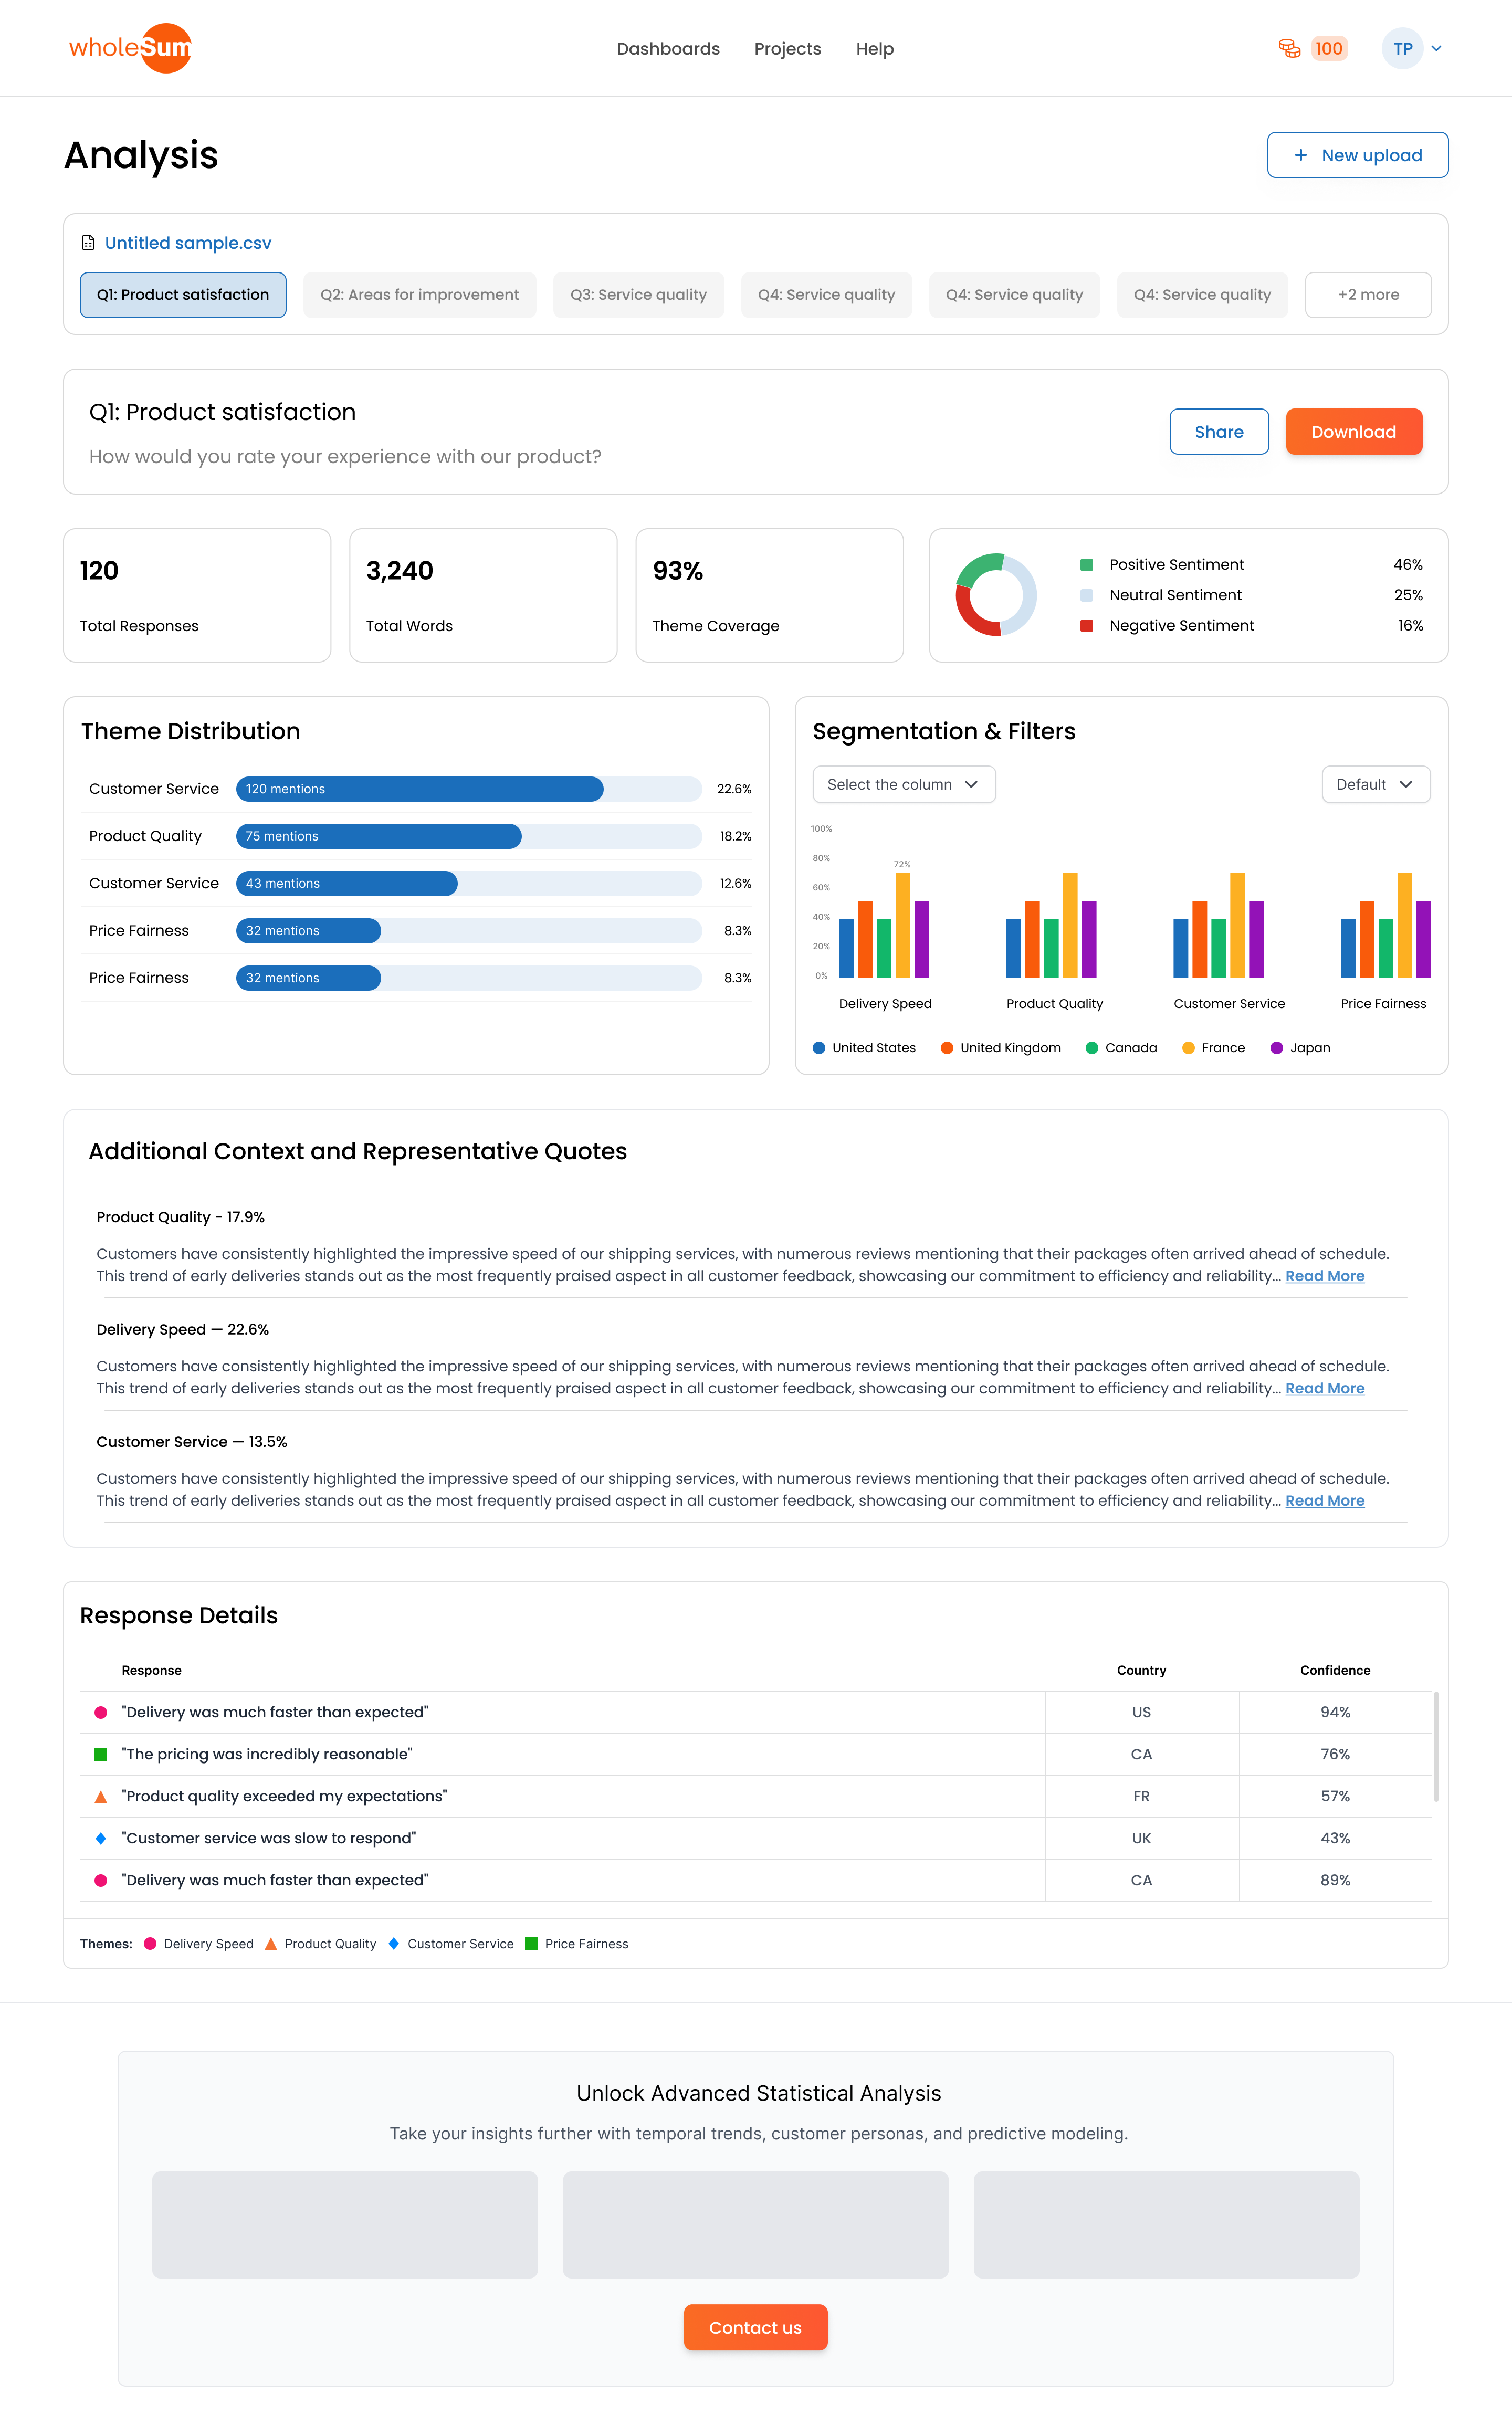 wholeSum
Dashboards
Projects
Help
100
TP
Analysis
+ New upload
Untitled sample.csv
Q1: Product satisfaction
Q2: Areas for improvement
Q3: Service quality
Q4: Service quality
Q4: Service quality
Q4: Service quality
+2 more
Q1: Product satisfaction
How would you rate your experience with our product?
Share
Download
120
Total Responses
3,240
Total Words
93%
Theme Coverage
Positive Sentiment 46%
Neutral Sentiment 25%
Negative Sentiment 16%
Theme Distribution
Customer Service 120 mentions 22.6%
Product Quality 75 mentions 18.2%
Customer Service 43 mentions 12.6%
Price Fairness 32 mentions 8.3%
Price Fairness 32 mentions 8.3%
Segmentation & Filters
Select the column
Default
100%
80%
72%
60%
40%
20%
0%
Delivery Speed
Product Quality
Customer Service
Price Fairness
United States
United Kingdom
Canada
France
Japan
Additional Context and Representative Quotes
Product Quality - 17.9%
Customers have consistently highlighted the impressive speed of our shipping services, with numerous reviews mentioning that their packages often arrived ahead of schedule.
This trend of early deliveries stands out as the most frequently praised aspect in all customer feedback, showcasing our commitment to efficiency and reliability... Read More
Delivery Speed — 22.6%
Customers have consistently highlighted the impressive speed of our shipping services, with numerous reviews mentioning that their packages often arrived ahead of schedule.
This trend of early deliveries stands out as the most frequently praised aspect in all customer feedback, showcasing our commitment to efficiency and reliability... Read More
Customer Service — 13.5%
Customers have consistently highlighted the impressive speed of our shipping services, with numerous reviews mentioning that their packages often arrived ahead of schedule.
This trend of early deliveries stands out as the most frequently praised aspect in all customer feedback, showcasing our commitment to efficiency and reliability... Read More
Response Details
Response Country Confidence
"Delivery was much faster than expected" US 94%
"The pricing was incredibly reasonable" CA 76%
"Product quality exceeded my expectations" FR 57%
"Customer service was slow to respond" UK 43%
"Delivery was much faster than expected" CA 89%
Themes: Delivery Speed Product Quality Customer Service Price Fairness
Unlock Advanced Statistical Analysis
Take your insights further with temporal trends, customer personas, and predictive modeling.
Contact us